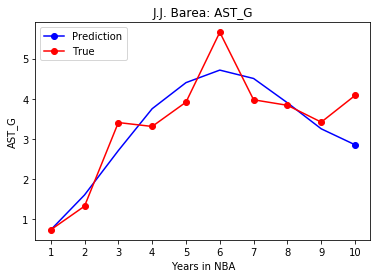 J.J. Barea: AST_G
Prediction
True
AST_G
5
4
3
2
1
1 2 3 4 5 6 7 8 9 10
Years in NBA